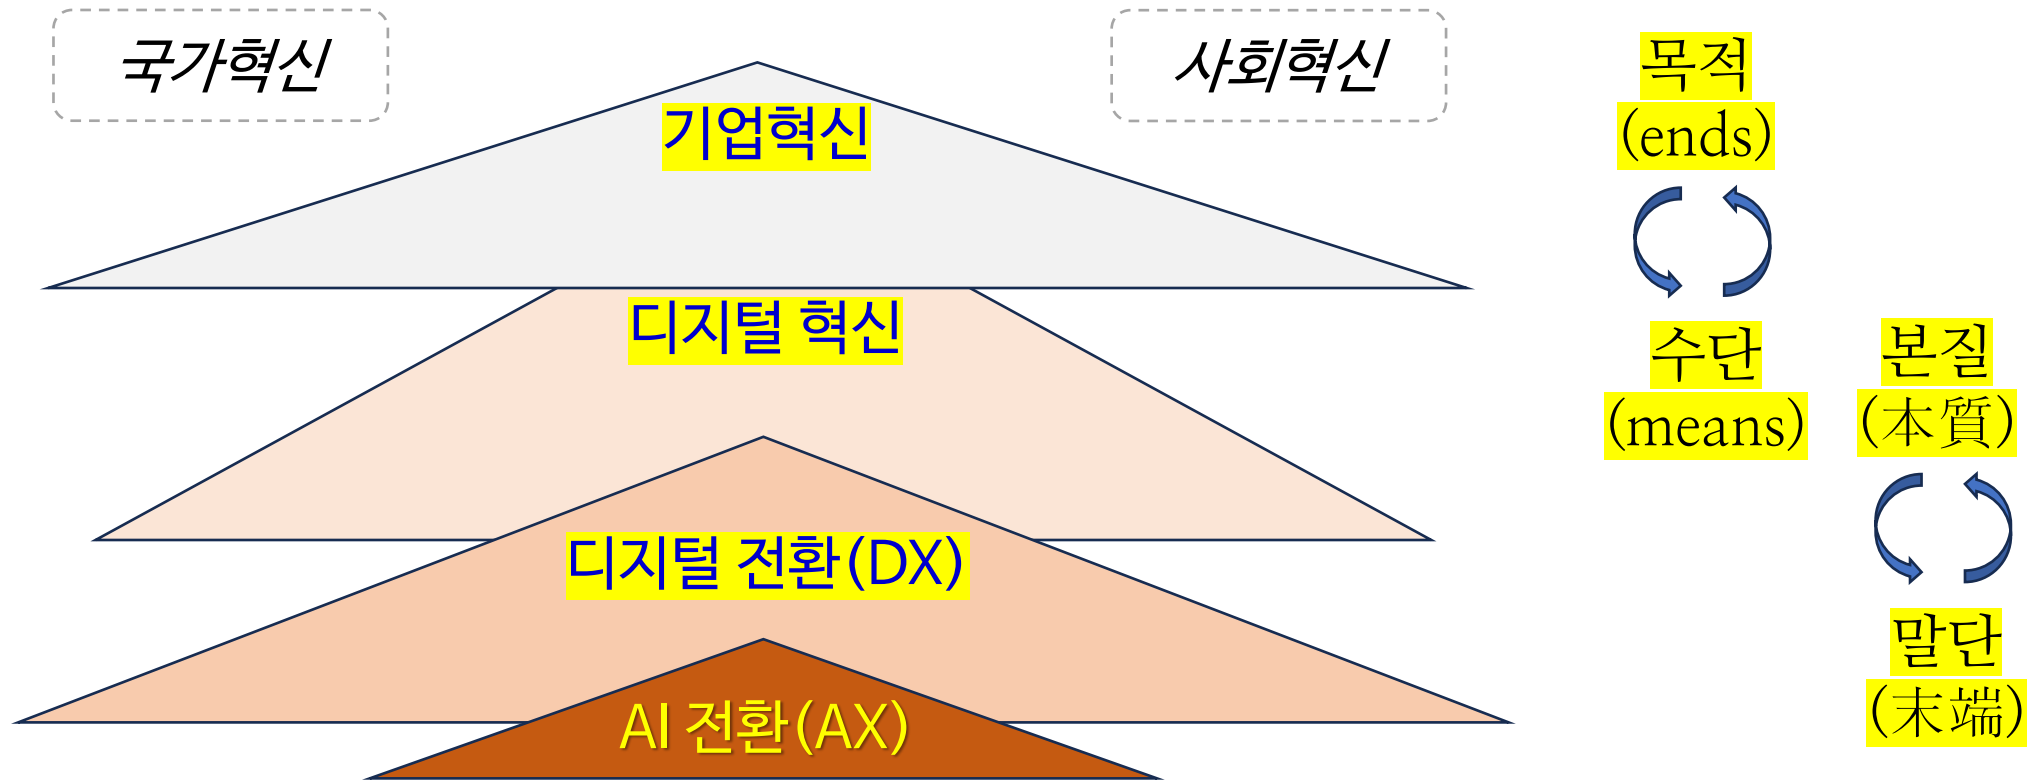 국가혁신
사회혁신
기업혁신
디지털 혁신
디지털 전환(DX)
AI 전환(AX)
목적
(ends)
수단
(means)
본질
(本質)
말단
(末端)